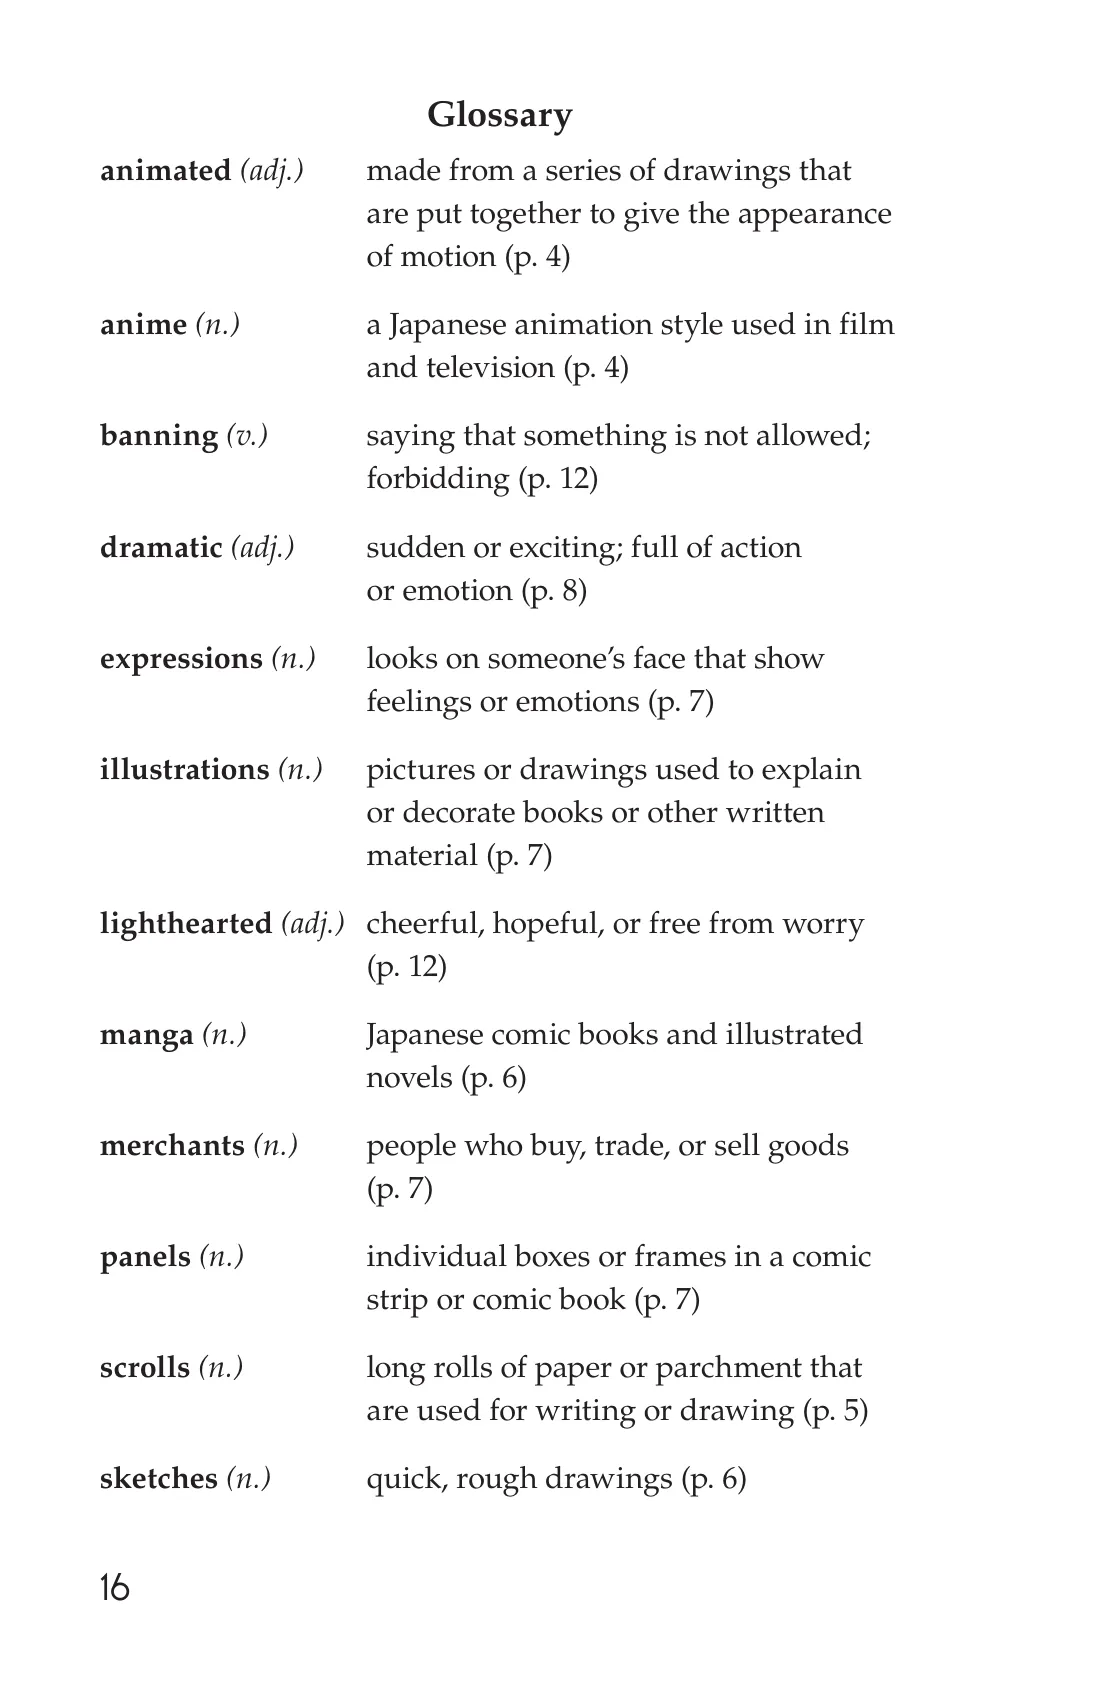 Glossary
animated (adj.) made from a series of drawings that
are put together to give the appearance
of motion (p. 4)
anime (n.) a Japanese animation style used in film
and television (p. 4)
banning (v.) saying that something is not allowed;
forbidding (p. 12)
dramatic (adj.) sudden or exciting; full of action
or emotion (p. 8)
expressions (n.) looks on someone’s face that show
feelings or emotions (p. 7)
illustrations (n.) pictures or drawings used to explain
or decorate books or other written
material (p. 7)
lighthearted (adj.) cheerful, hopeful, or free from worry
(p. 12)
manga (n.) Japanese comic books and illustrated
novels (p. 6)
merchants (n.) people who buy, trade, or sell goods
(p. 7)
panels (n.) individual boxes or frames in a comic
strip or comic book (p. 7)
scrolls (n.) long rolls of paper or parchment that
are used for writing or drawing (p. 5)
sketches (n.) quick, rough drawings (p. 6)
16